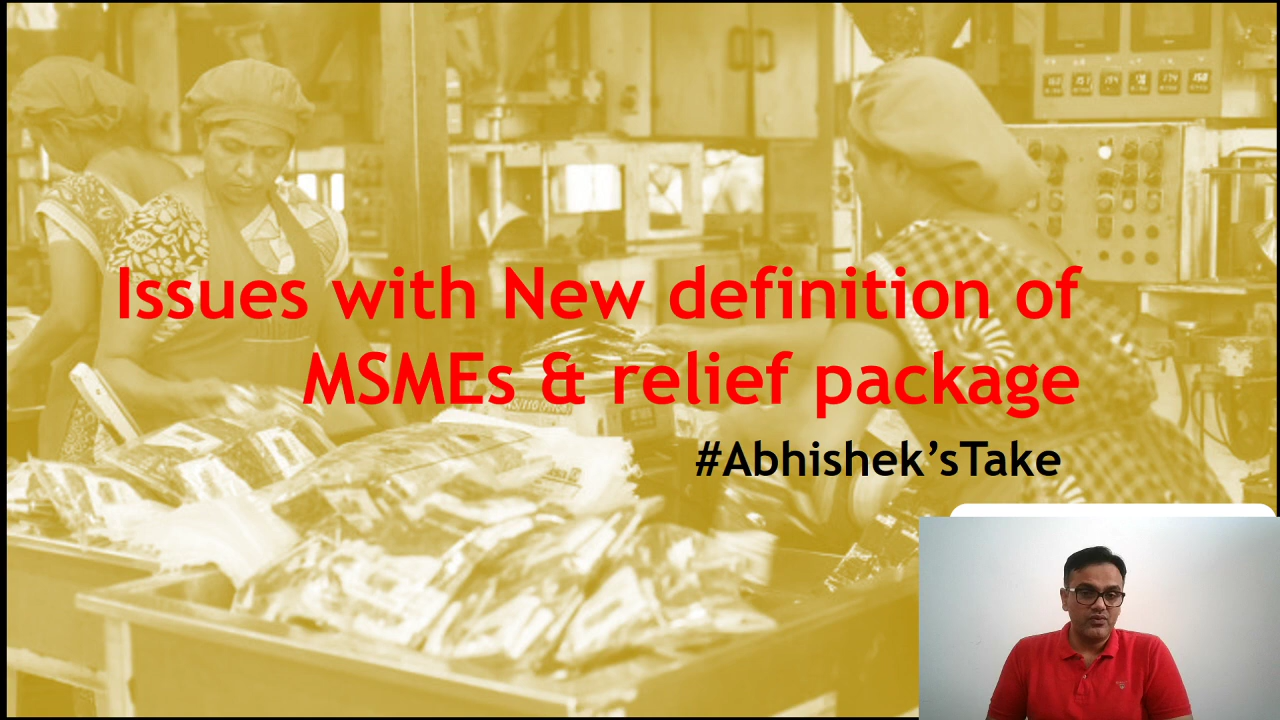 Issues with New definition of
MSMEs & relief package
#Abhishek’sTake